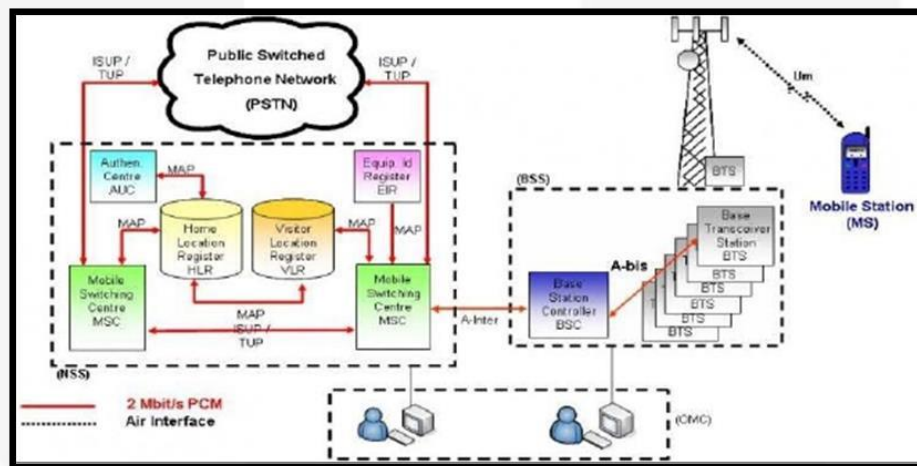 Public Switched
Telephone Network
(PSTN)
ISUP /
TUP
ISUP /
TUP
Um
Mobile Station
(MS)
BTS
(BSS)
Authen.
Centre
AUC
MAP
Equip. Id
Register
EIR
MAP
Home
Location
Register
HLR
Visitor
Location
Register
VLR
MAP
MAP
Mobile
Switching
Centre
MSC
Mobile
Switching
Centre
MSC
MAP
ISUP /
TUP
A-Inter
Base
Station
Controller
BSC
A-bis
Base
Transceiver
Station
BTS
BTS
BTS
BTS
BTS
BTS
(NSS)
(OMC)
2 Mbit/s PCM
Air Interface